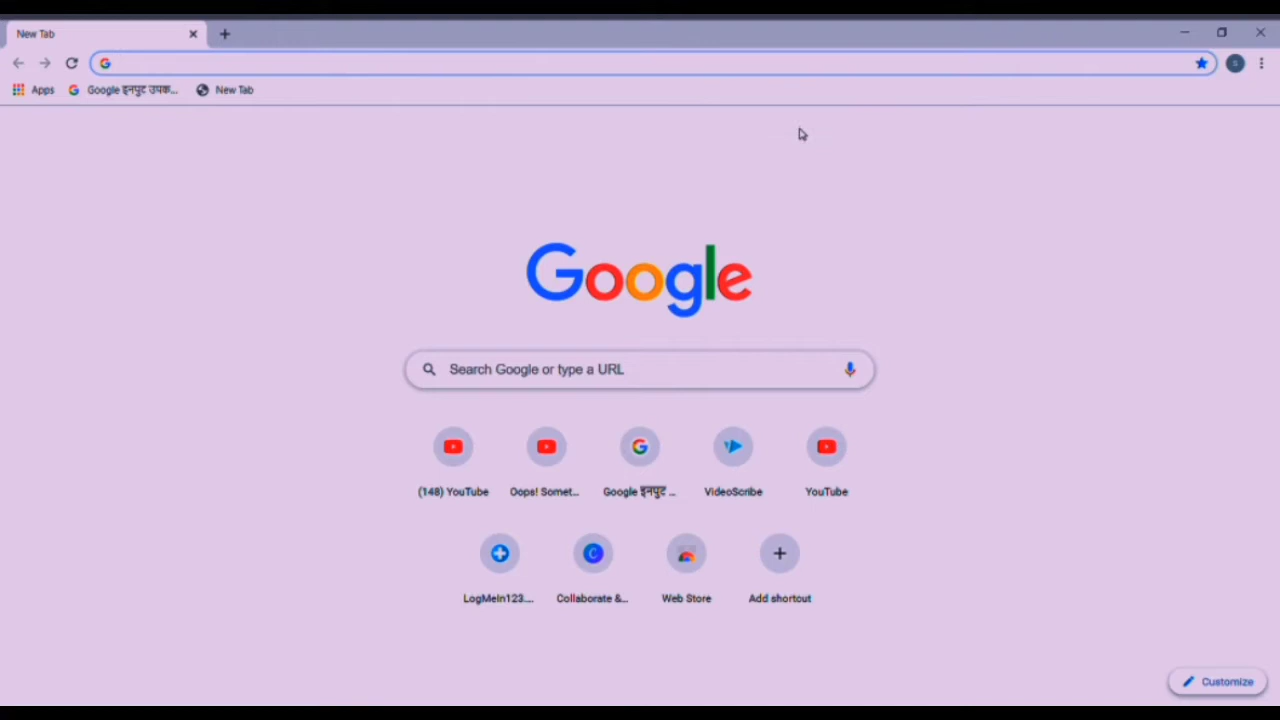 New Tab
Apps
Google इनपुट उपक...
New Tab
Google
Search Google or type a URL
(148) YouTube
Oops! Somet...
Google इनपुट ...
VideoScribe
YouTube
LogMeIn123....
Collaborate &...
Web Store
Add shortcut
Customize